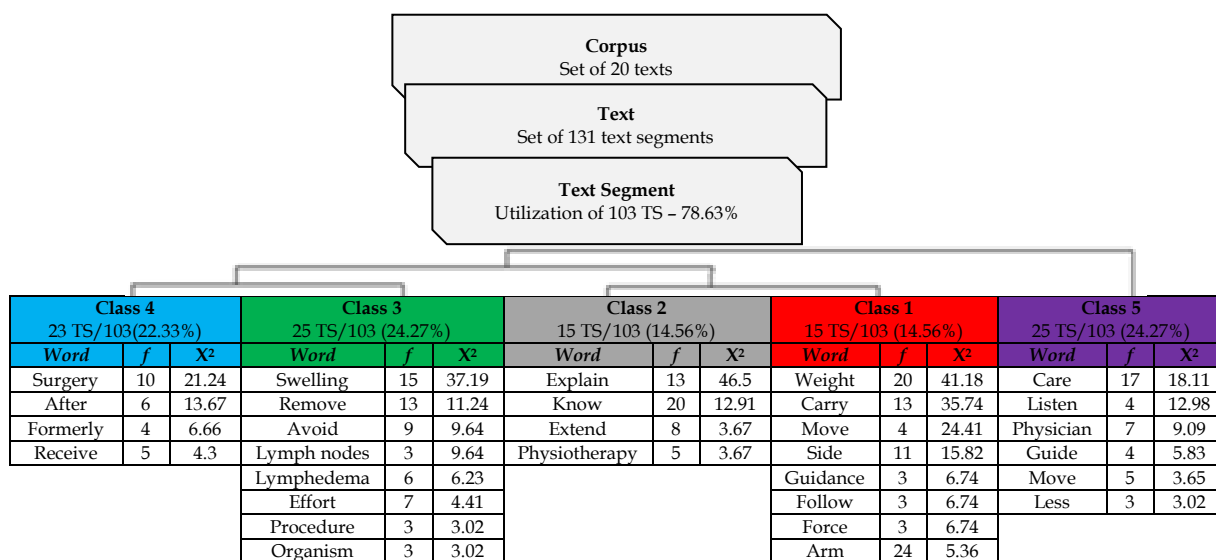 Corpus
Set of 20 texts
Text
Set of 131 text segments
Text Segment
Utilization of 103 TS – 78.63%
Class 4 Class 3 Class 2 Class 1 Class 5
23 TS/103(22.33%) 25 TS/103 (24.27%) 15 TS/103 (14.56%) 15 TS/103 (14.56%) 25 TS/103 (24.27%)
Word f X² Word f X² Word f X² Word f X² Word f X²
Surgery 10 21.24 Swelling 15 37.19 Explain 13 46.5 Weight 20 41.18 Care 17 18.11
After 6 13.67 Remove 13 11.24 Know 20 12.91 Carry 13 35.74 Listen 4 12.98
Formerly 4 6.66 Avoid 9 9.64 Extend 8 3.67 Move 4 24.41 Physician 7 9.09
Receive 5 4.3 Lymph nodes 3 9.64 Physiotherapy 5 3.67 Side 11 15.82 Guide 4 5.83
Lymphedema 6 6.23 Guidance 3 6.74 Move 5 3.65
Effort 7 4.41 Follow 3 6.74 Less 3 3.02
Procedure 3 3.02 Force 3 6.74
Organism 3 3.02 Arm 24 5.36